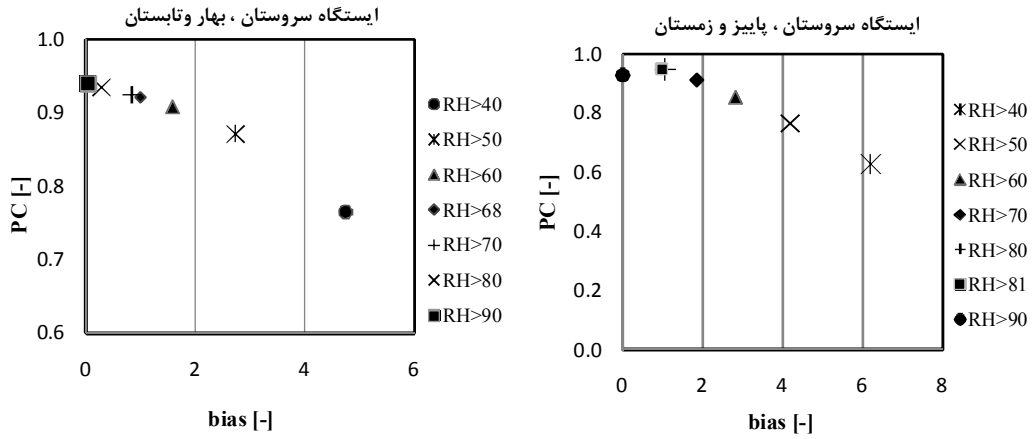 ایستگاه سروستان ، بهار وتابستان
1.0
0.9
0.8
0.7
0.6
PC [-]
0 2 4 6
bias [-]
RH>40
RH>50
RH>60
RH>68
RH>70
RH>80
RH>90
ایستگاه سروستان ، پاییز و زمستان
1.0
0.8
0.6
0.4
0.2
0.0
PC [-]
0 2 4 6 8
bias [-]
RH>40
RH>50
RH>60
RH>70
RH>80
RH>81
RH>90